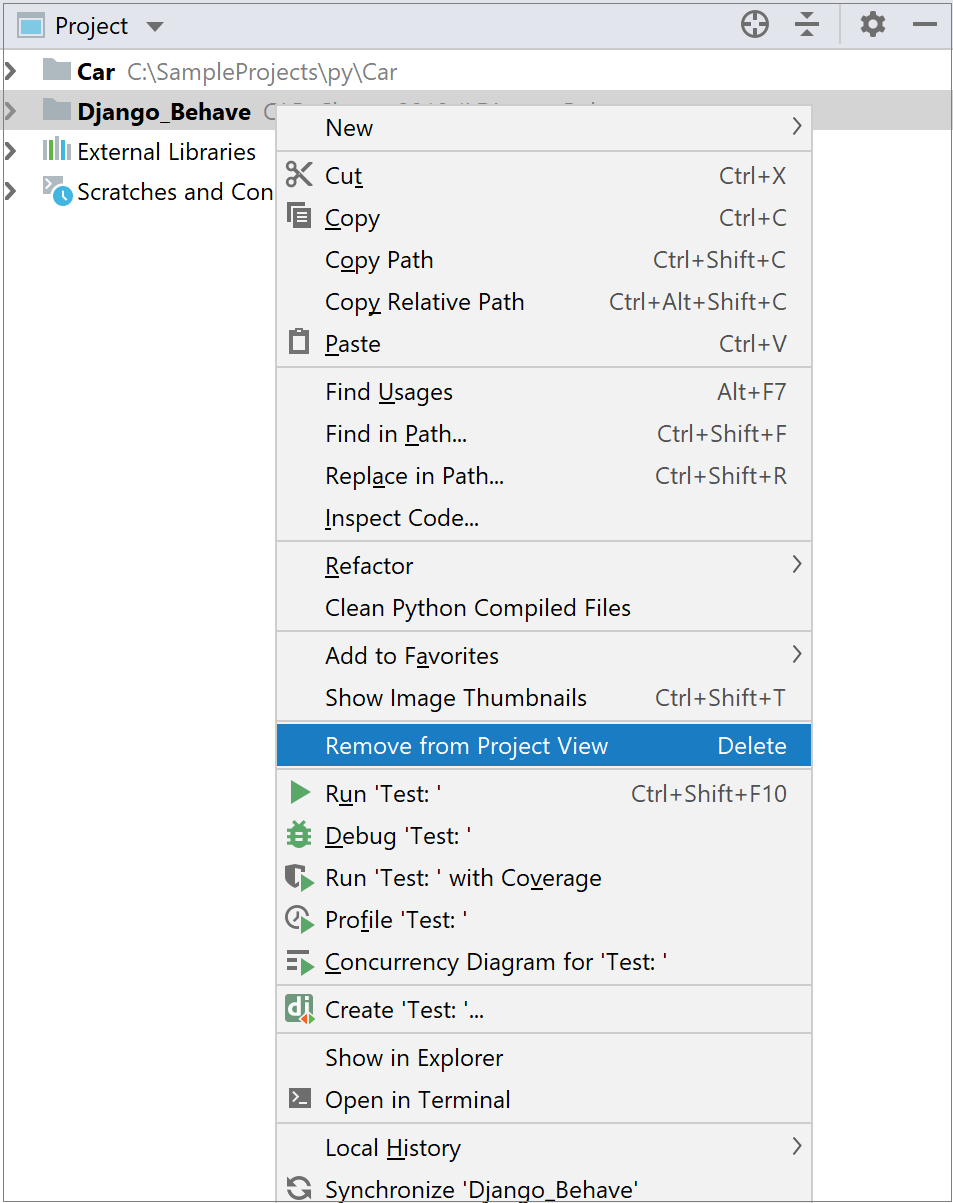 Project
Car C:\SampleProjects\py\Car
Django_Behave
External Libraries
Scratches and Con
New
Cut Ctrl+X
Copy Ctrl+C
Copy Path Ctrl+Shift+C
Copy Relative Path Ctrl+Alt+Shift+C
Paste Ctrl+V
Find Usages Alt+F7
Find in Path... Ctrl+Shift+F
Replace in Path... Ctrl+Shift+R
Inspect Code...
Refactor
Clean Python Compiled Files
Add to Favorites
Show Image Thumbnails Ctrl+Shift+T
Remove from Project View Delete
Run 'Test: ' Ctrl+Shift+F10
Debug 'Test: '
Run 'Test: ' with Coverage
Profile 'Test: '
Concurrency Diagram for 'Test: '
dj
Create 'Test: '...
Show in Explorer
Open in Terminal
Local History
Synchronize 'Django_Behave'